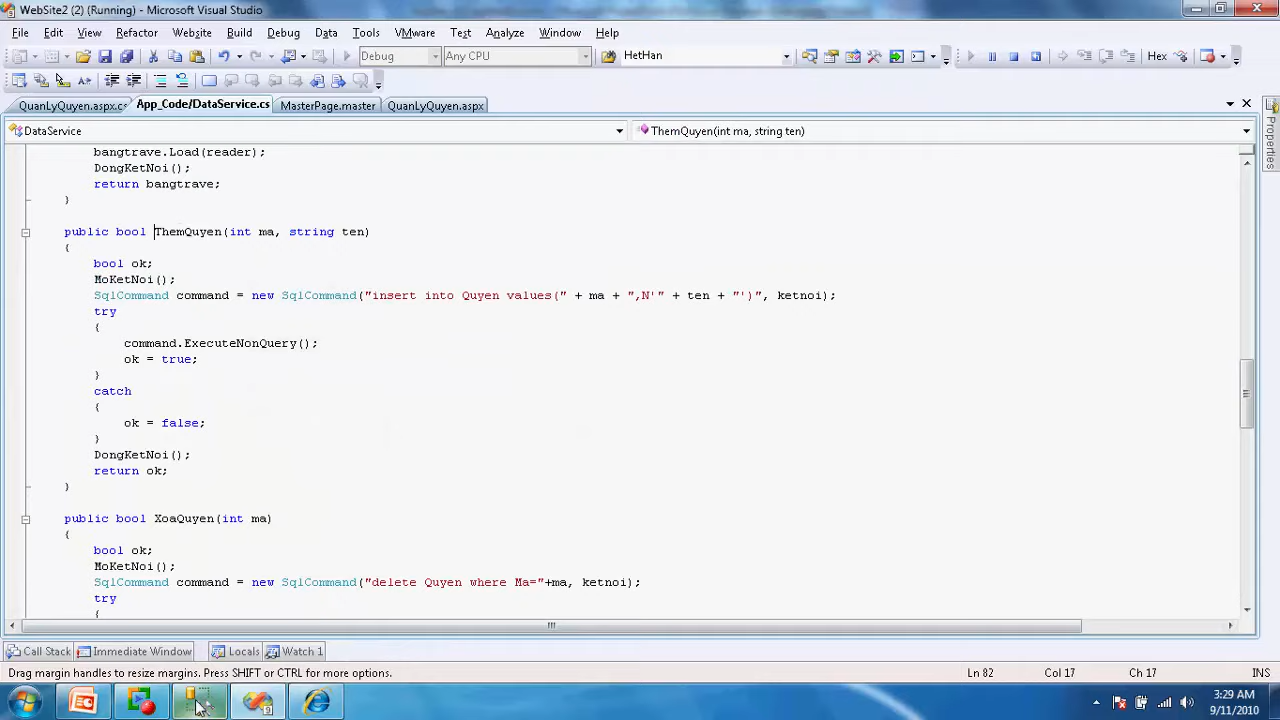 WebSite2 (2) (Running) - Microsoft Visual Studio
File Edit View Refactor Website Build Debug Data Tools VMware Test Analyze Window Help
Debug Any CPU HetHan Hex
QuanLyQuyen.aspx.cs App_Code/DataService.cs MasterPage.master QuanLyQuyen.aspx
DataService ThemQuyen(int ma, string ten)
Properties
bangtrave.Load(reader);
DongKetNoi();
return bangtrave;
}
public bool ThemQuyen(int ma, string ten)
{
bool ok;
MoKetNoi();
SqlCommand command = new SqlCommand("insert into Quyen values(" + ma + ",N'" + ten + "')", ketnoi);
try
{
command.ExecuteNonQuery();
ok = true;
}
catch
{
ok = false;
}
DongKetNoi();
return ok;
}
public bool XoaQuyen(int ma)
{
bool ok;
MoKetNoi();
SqlCommand command = new SqlCommand("delete Quyen where Ma="+ma, ketnoi);
try
{
Call Stack Immediate Window Locals Watch 1
Drag margin handles to resize margins. Press SHIFT or CTRL for more options. Ln 82 Col 17 Ch 17 INS
3:29 AM
9/11/2010